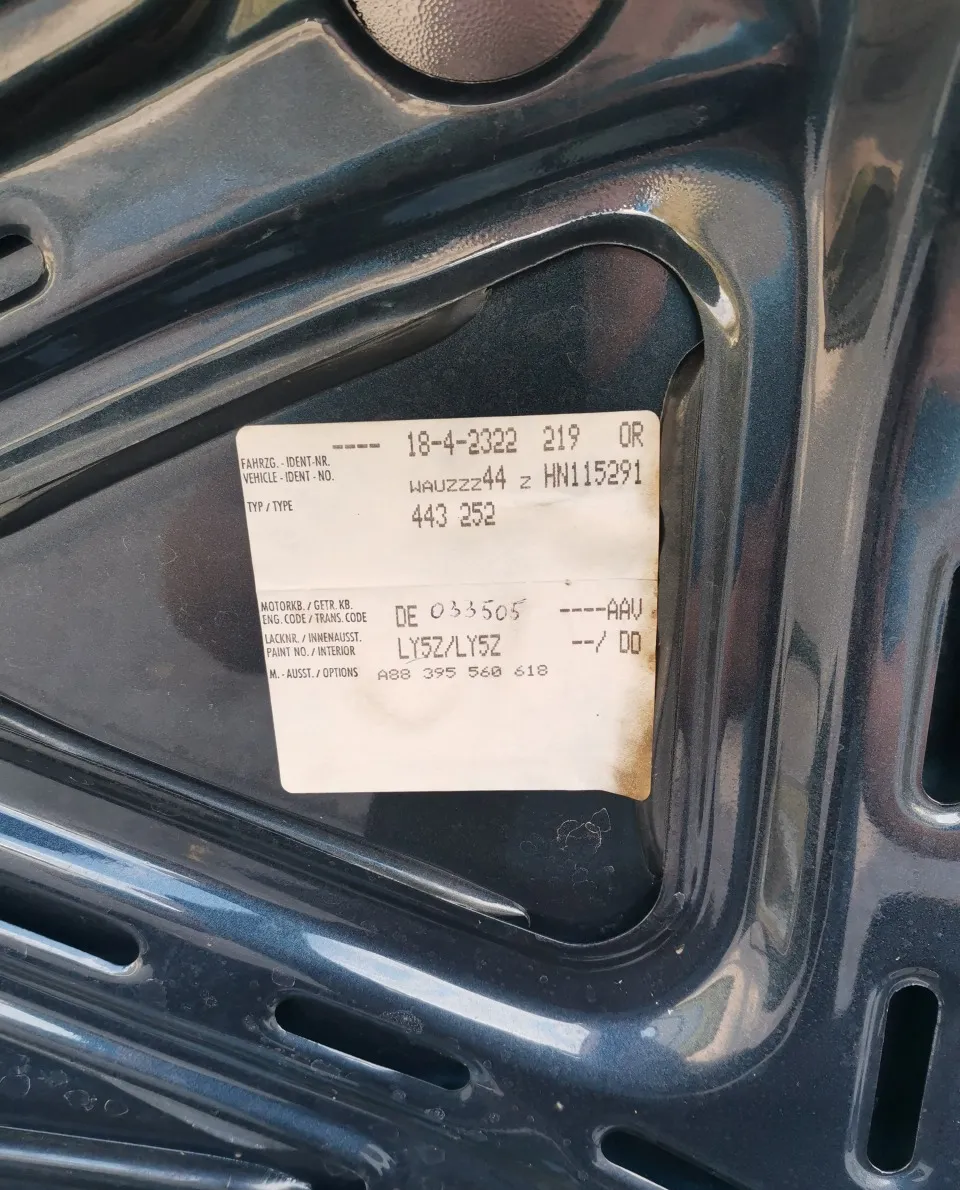 ---- 18-4-2322 219 OR
FAHRZG. - IDENT-NR.
VEHICLE - IDENT - NO. WAUZZZ44 Z HN115291
TYP / TYPE 443 252
MOTORKB. / GETR. KB.
ENG. CODE / TRANS. CODE DE 033505 ----AAV
LACKNR. / INNENAUSST.
PAINT NO. / INTERIOR LY5Z/LY5Z --/ DD
M. - AUSST. / OPTIONS A88 395 560 618